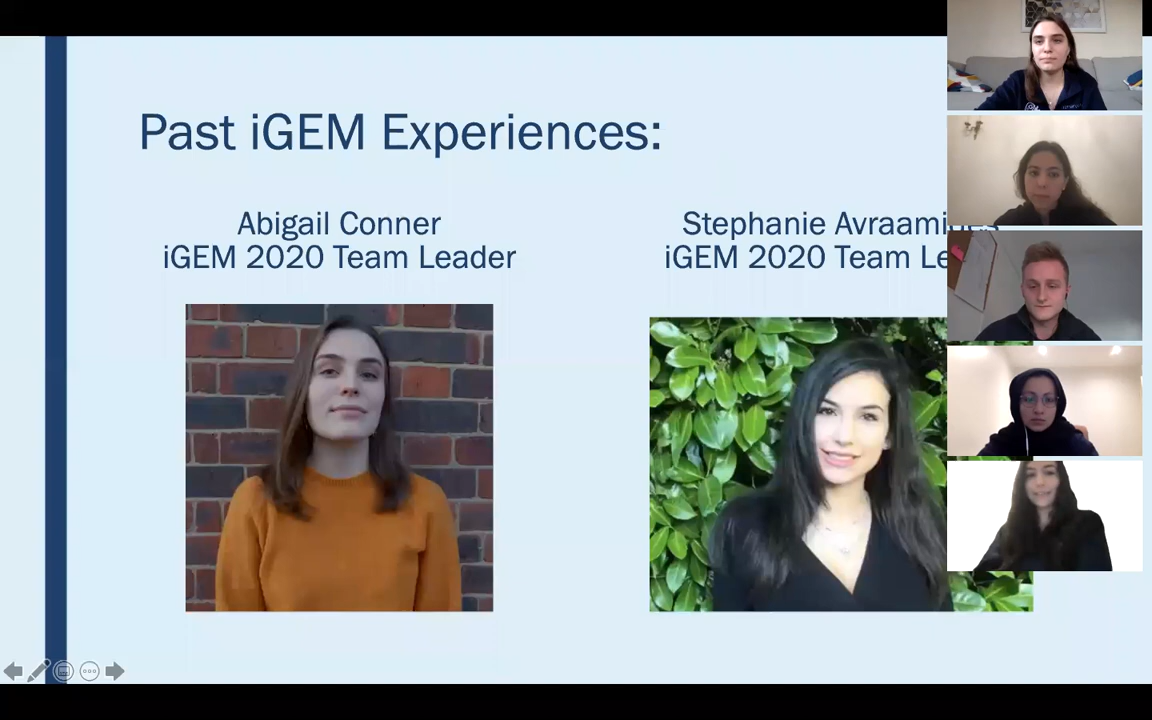 Past iGEM Experiences:
Abigail Conner
iGEM 2020 Team Leader
Stephanie Avraami
iGEM 2020 Team Le